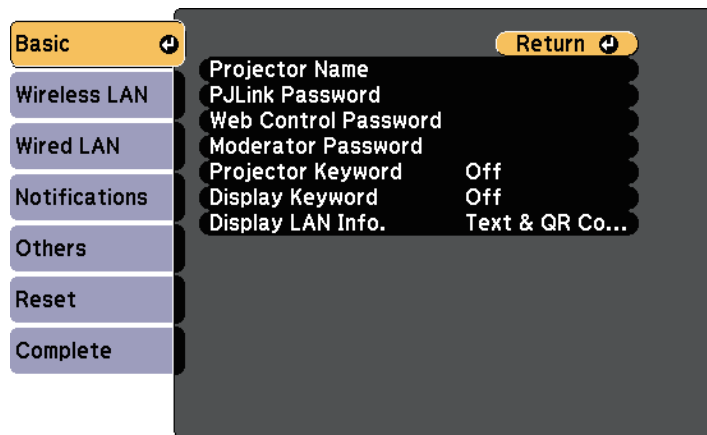 Basic
Wireless LAN
Wired LAN
Notifications
Others
Reset
Complete
Return
Projector Name
PJLink Password
Web Control Password
Moderator Password
Projector Keyword Off
Display Keyword Off
Display LAN Info. Text & QR Co...